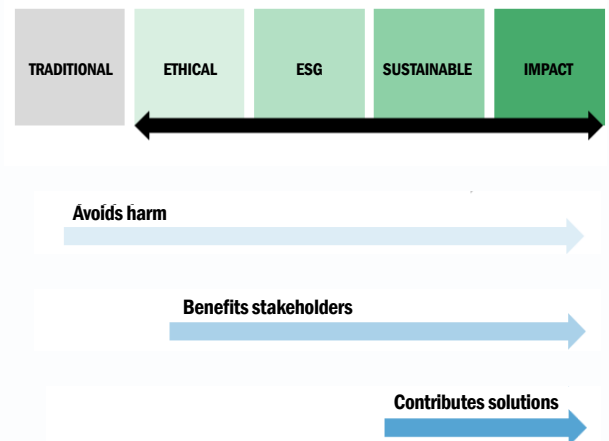 TRADITIONAL ETHICAL ESG SUSTAINABLE IMPACT
Avoids harm
Benefits stakeholders
Contributes solutions